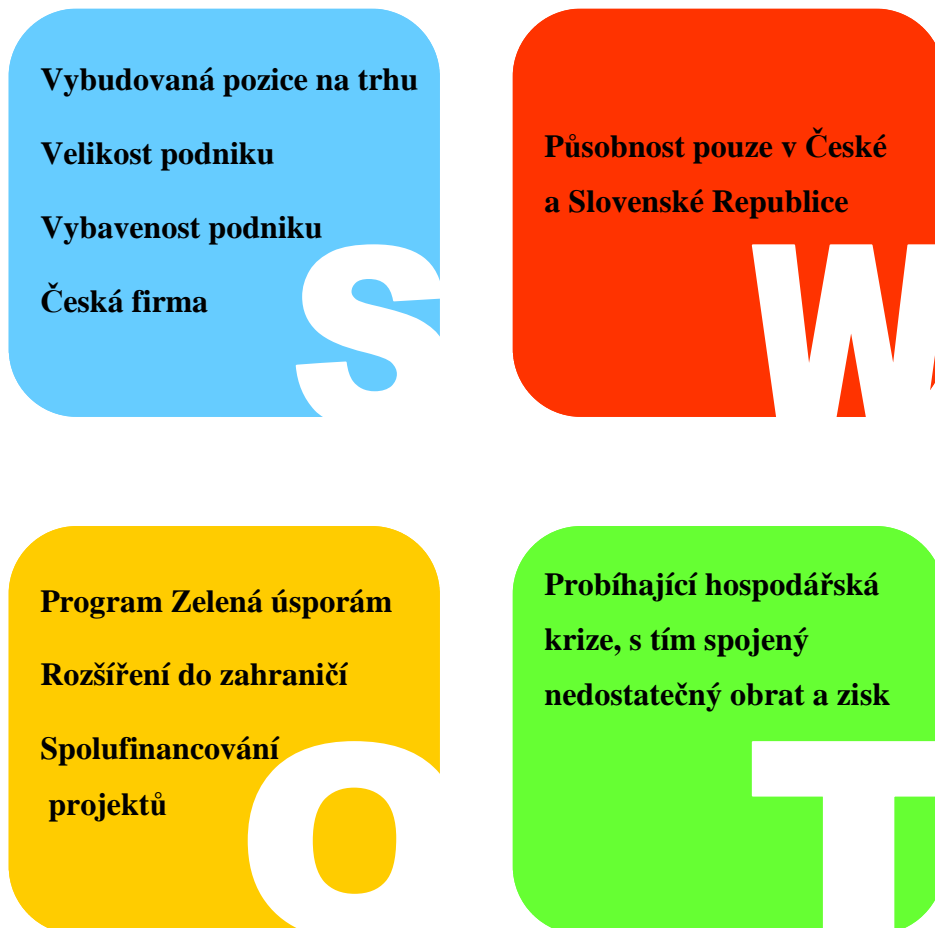 Vybudovaná pozice na trhu
Velikost podniku
Vybavenost podniku
Česká firma
S
Působnost pouze v České
a Slovenské Republice
W
Program Zelená úsporám
Rozšíření do zahraničí
Spolufinancování
projektů
O
Probíhající hospodářská
krize, s tím spojený
nedostatečný obrat a zisk
T